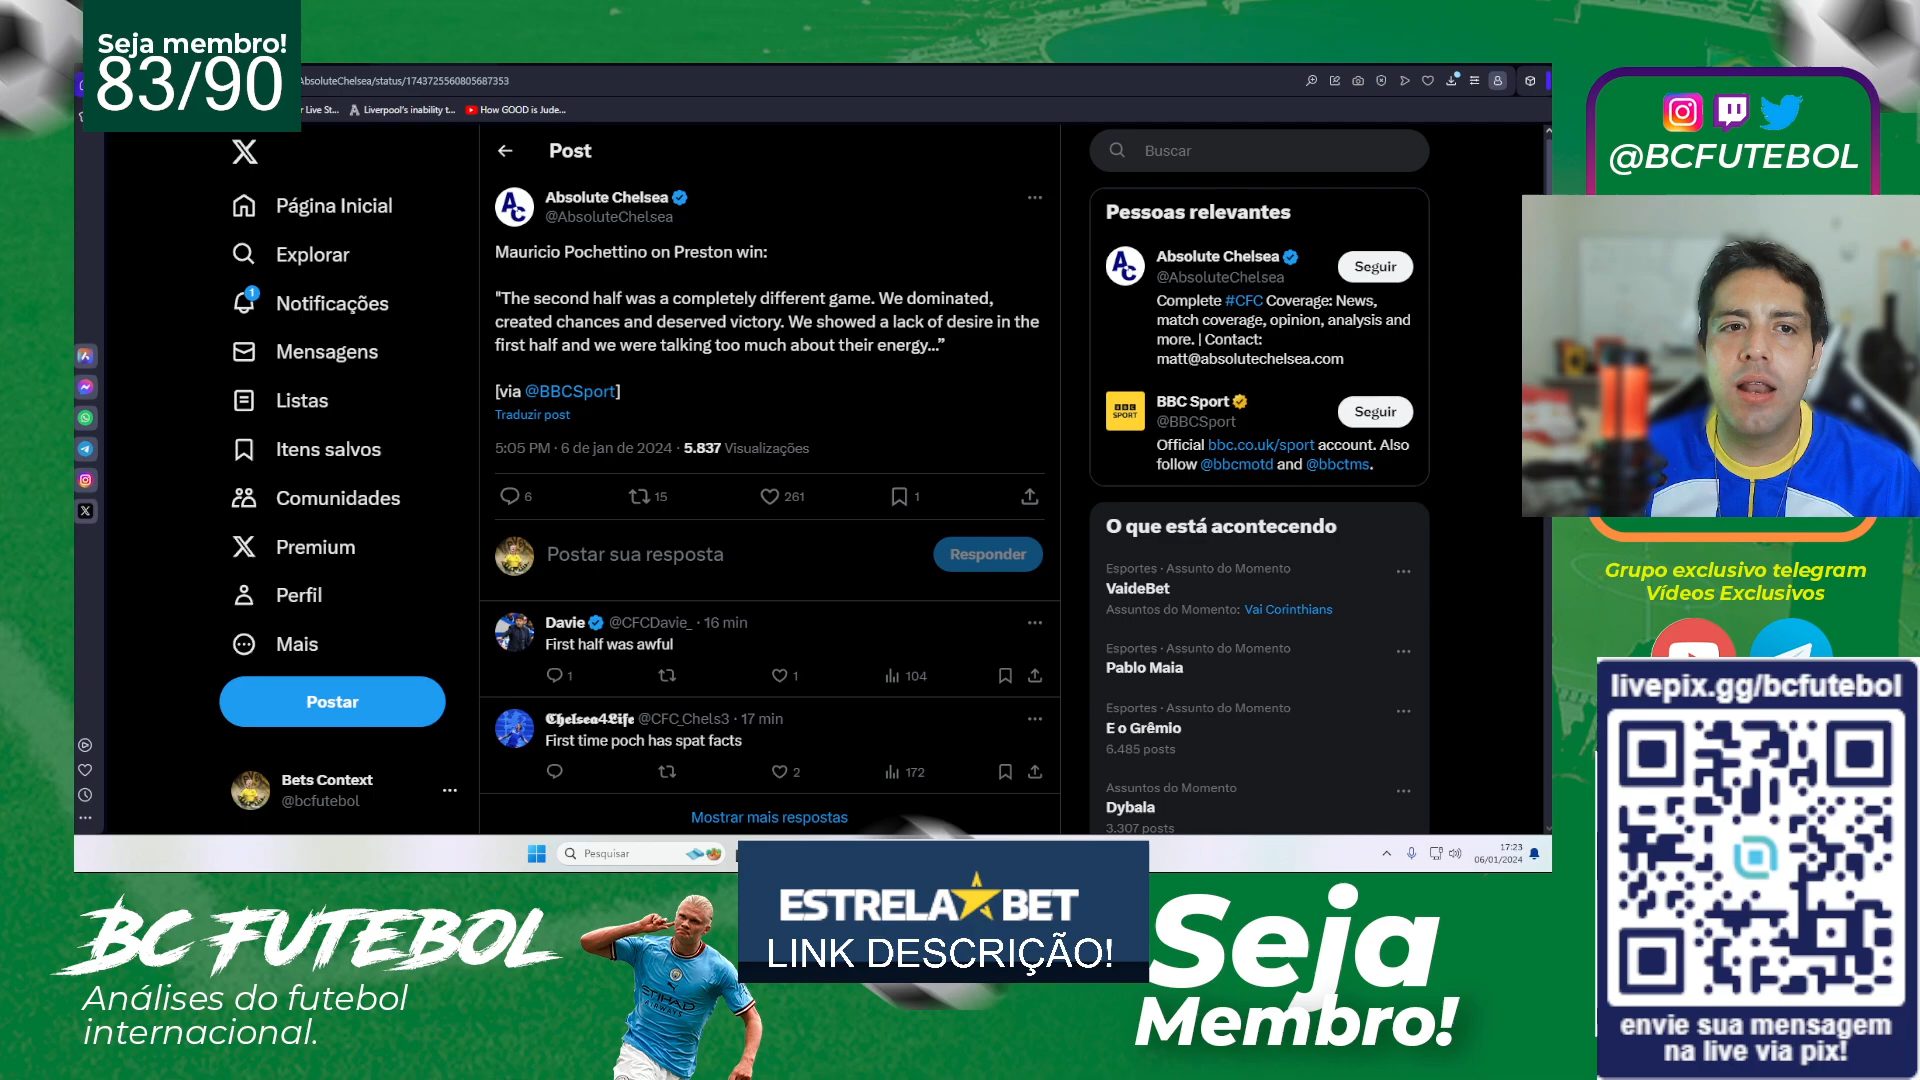 Seja membro!
83/90
AbsoluteChelsea/status/1743725560805687353
r Live St...
Liverpool's inability t...
How GOOD is Jude...
Post
Buscar
Página Inicial
Explorar
1
Notificações
Mensagens
Listas
Itens salvos
Comunidades
Premium
Perfil
Mais
Postar
Bets Context
@bcfutebol
Absolute Chelsea
@AbsoluteChelsea
Mauricio Pochettino on Preston win:
"The second half was a completely different game. We dominated,
created chances and deserved victory. We showed a lack of desire in the
first half and we were talking too much about their energy..."
[via @BBCSport]
Traduzir post
5:05 PM · 6 de jan de 2024 · 5.837 Visualizações
6 15 261 1
Postar sua resposta
Responder
Davie @CFCDavie_ · 16 min
First half was awful
1 1 104
Chelsea4Life @CFC_Chels3 · 17 min
First time poch has spat facts
2 172
Mostrar mais respostas
Pessoas relevantes
Absolute Chelsea
@AbsoluteChelsea
Seguir
Complete #CFC Coverage: News,
match coverage, opinion, analysis and
more. | Contact:
matt@absolutechelsea.com
BBC SPORT
BBC Sport
@BBCSport
Seguir
Official bbc.co.uk/sport account. Also
follow @bbcmotd and @bbctms.
O que está acontecendo
Esportes · Assunto do Momento
VaideBet
Assuntos do Momento: Vai Corinthians
Esportes · Assunto do Momento
Pablo Maia
Esportes · Assunto do Momento
E o Grêmio
6.485 posts
Assuntos do Momento
Dybala
3.307 posts
Pesquisar
17:23
06/01/2024
@BCFUTEBOL
Grupo exclusivo telegram
Vídeos Exclusivos
livepix.gg/bcfutebol
envie sua mensagem
na live via pix!
BC FUTEBOL
Análises do futebol
internacional.
ETIHAD
AIRWAYS
ESTRELA BET
LINK DESCRIÇÃO!
Seja
Membro!